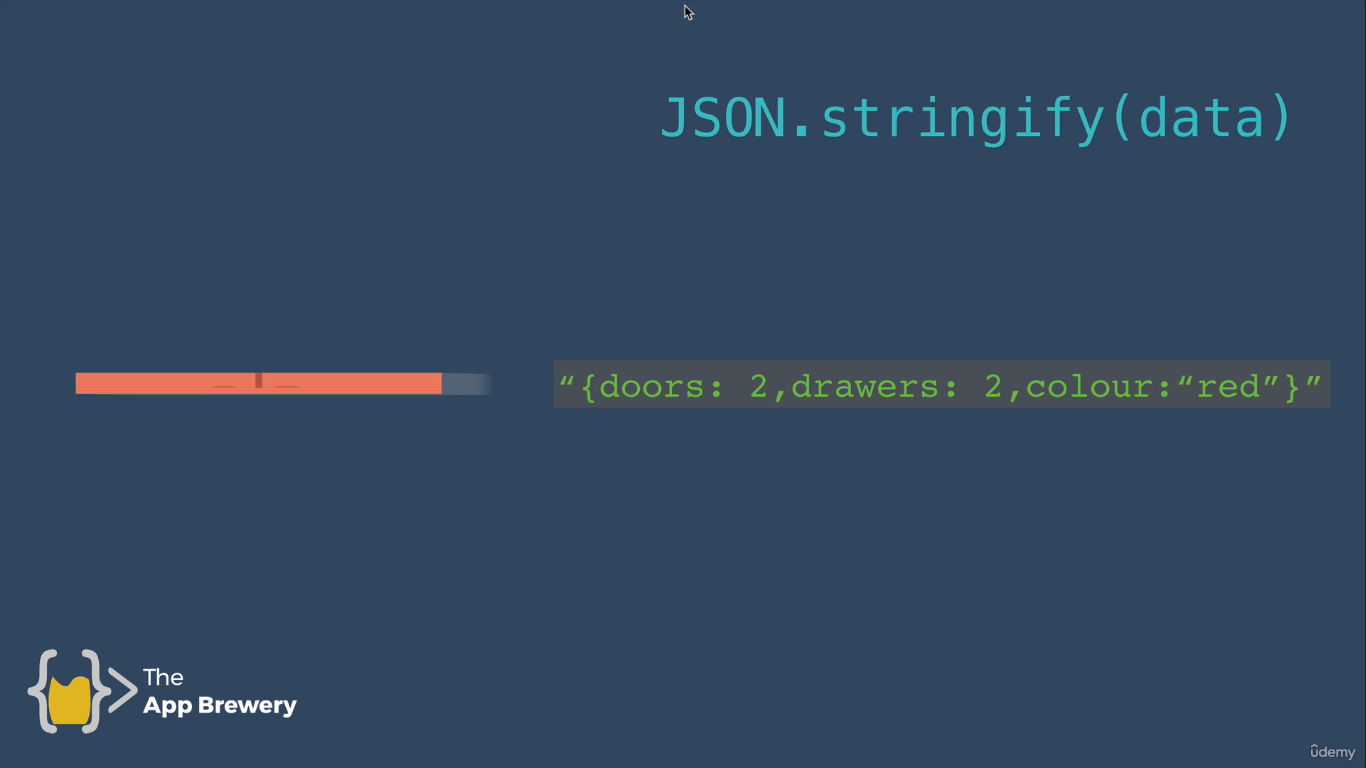 JSON.stringify(data)
“{doors: 2,drawers: 2,colour:“red”}”
The
App Brewery
ûdemy